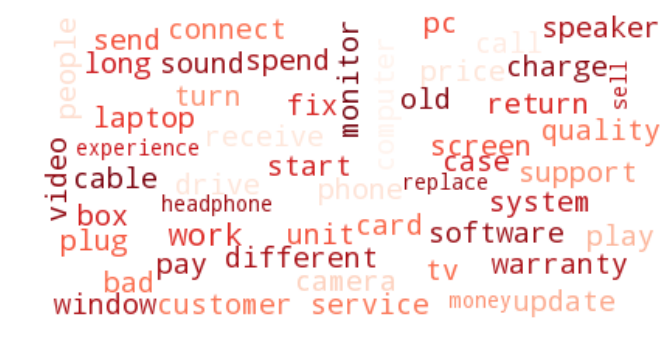 people
send
connect
long
sound
spend
monitor
pc
call
speaker
price
charge
sell
turn
laptop
fix
computer
old
return
receive
quality
experience
video
screen
case
start
support
cable
drive
phone
replace
headphone
system
box
plug
work
unit
card
software
play
pay
different
tv
warranty
bad
camera
window
customer service
money
update